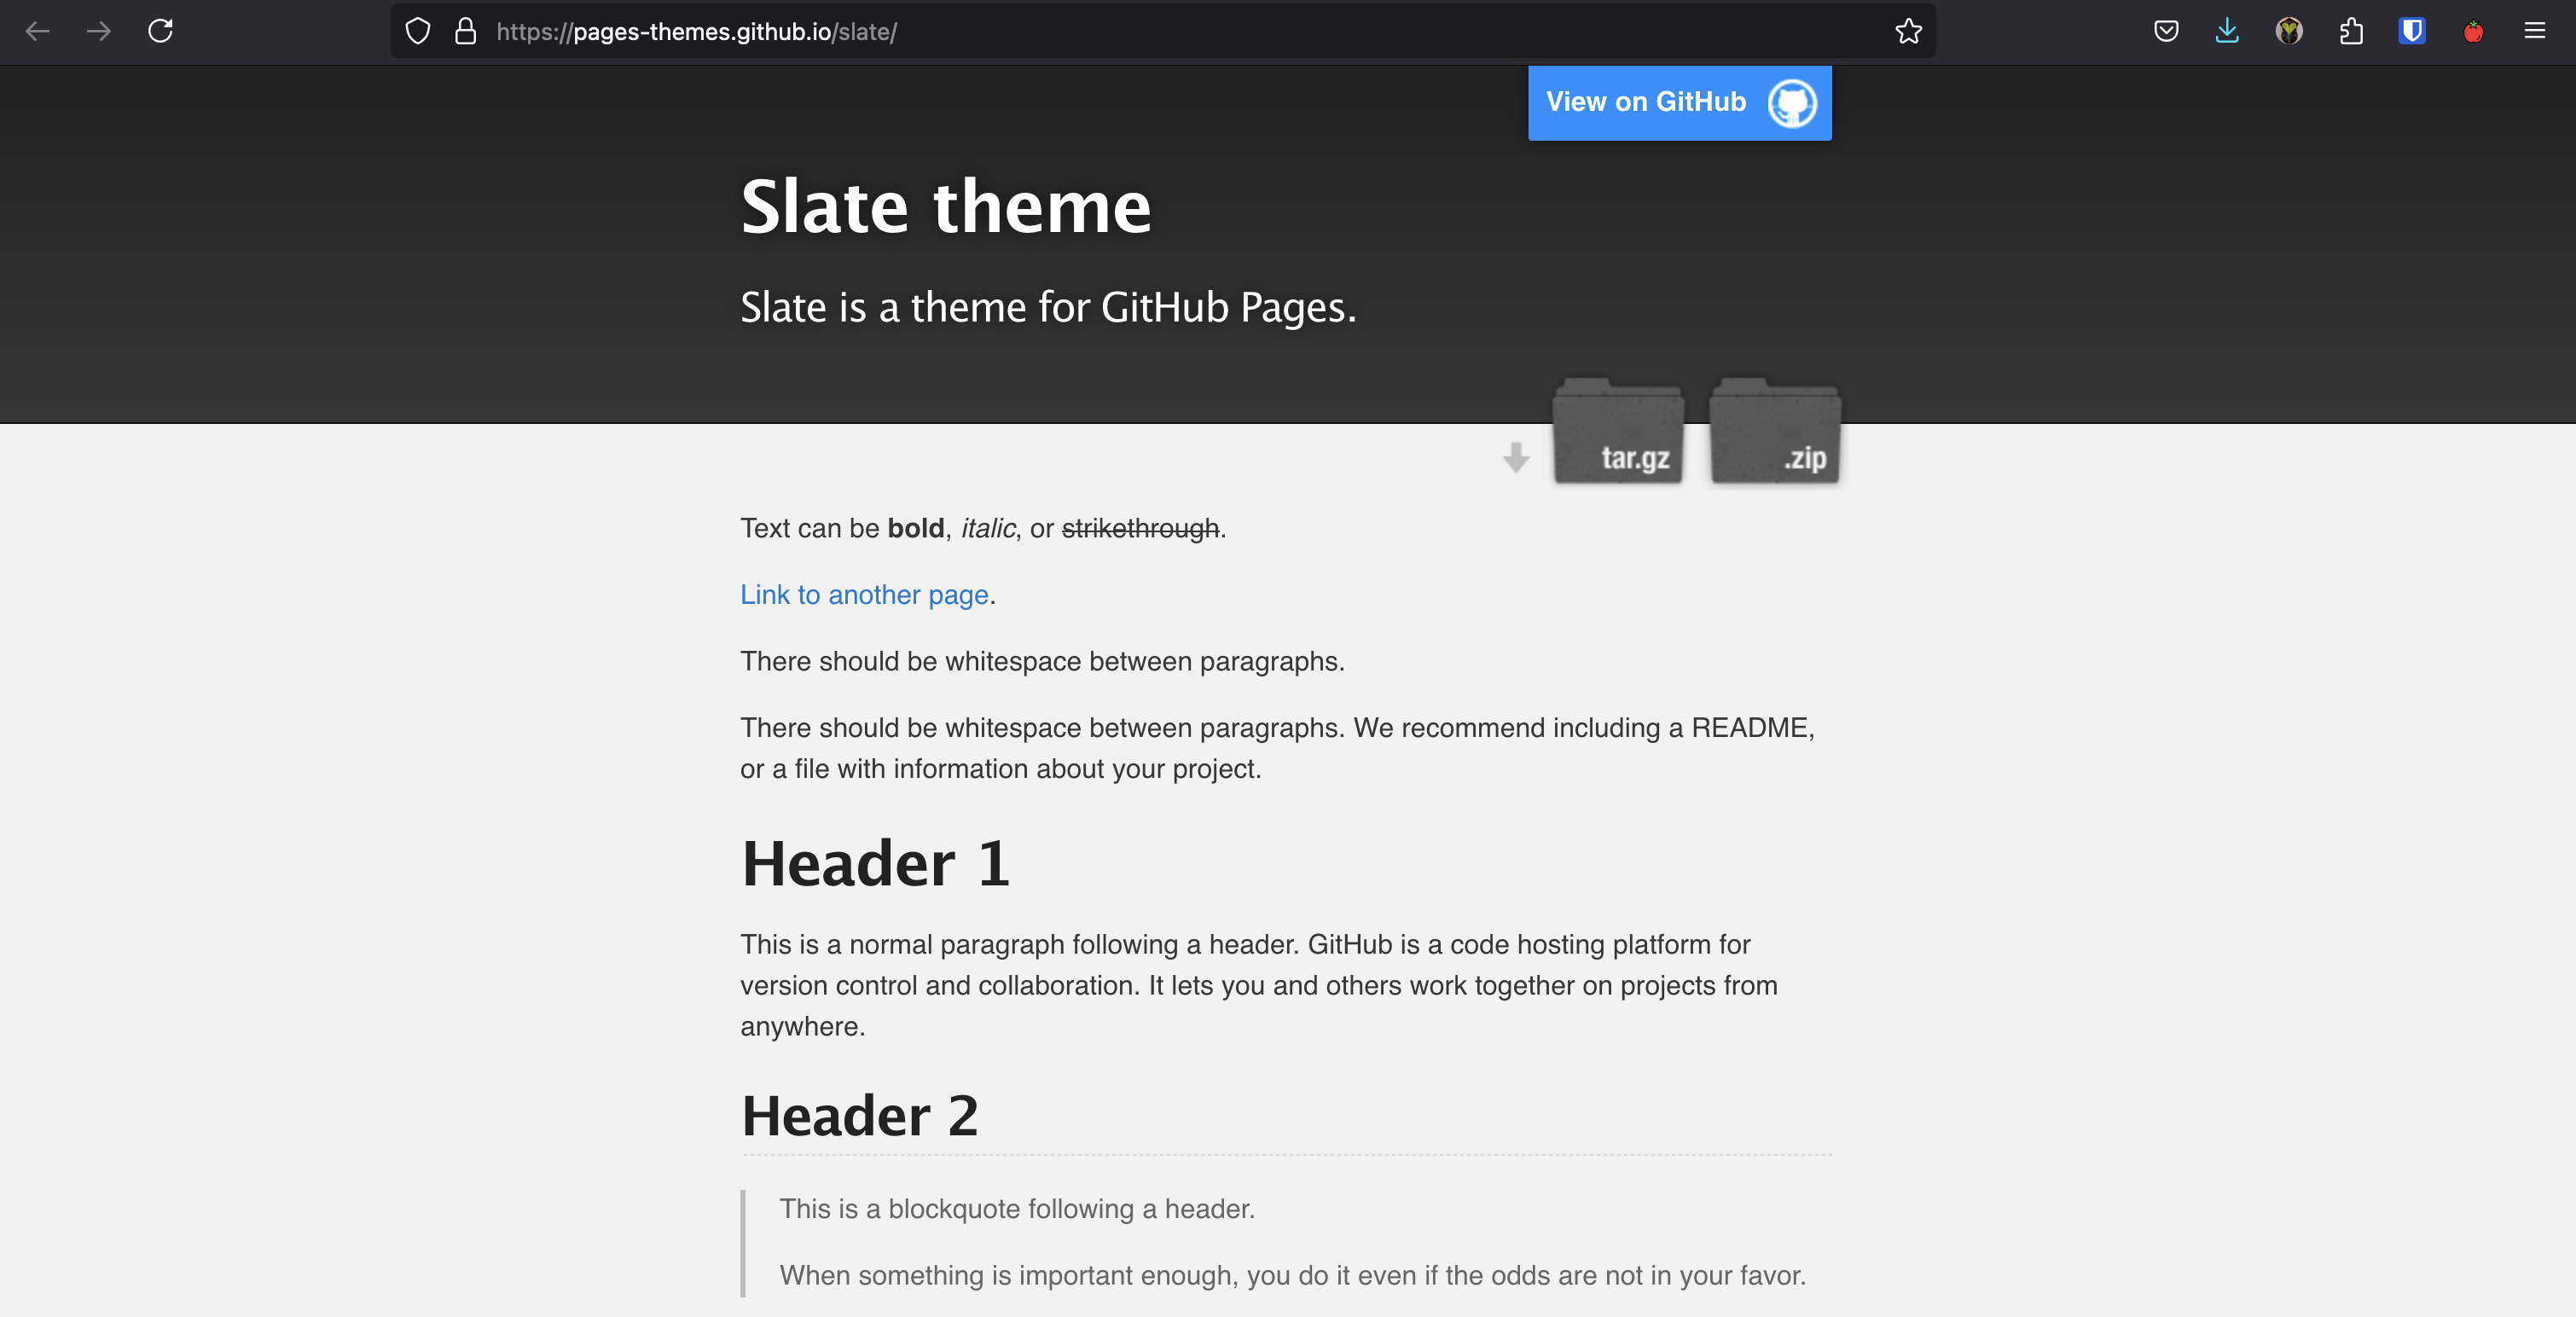 https://pages-themes.github.io/slate/
View on GitHub
Slate theme
Slate is a theme for GitHub Pages.
tar.gz
.zip
Text can be bold, italic, or strikethrough.
Link to another page.
There should be whitespace between paragraphs.
There should be whitespace between paragraphs. We recommend including a README,
or a file with information about your project.
Header 1
This is a normal paragraph following a header. GitHub is a code hosting platform for
version control and collaboration. It lets you and others work together on projects from
anywhere.
Header 2
This is a blockquote following a header.
When something is important enough, you do it even if the odds are not in your favor.